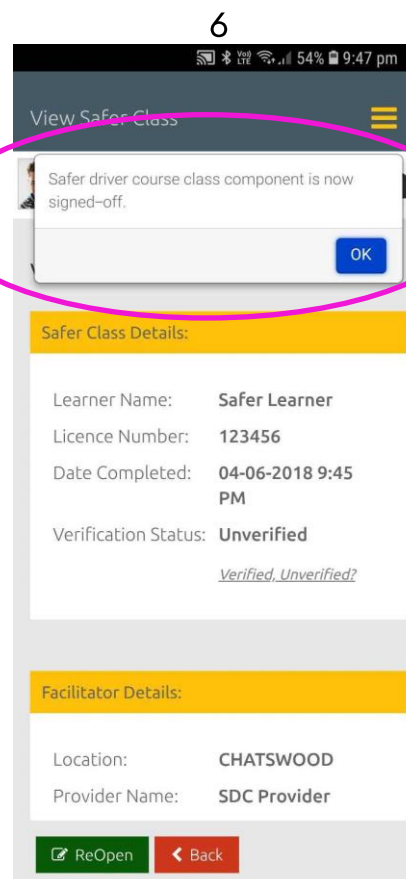 6
Voo) LTE 54% 9:47 pm
View Safer Class
Safer driver course class component is now
signed-off.
OK
Safer Class Details:
Learner Name: Safer Learner
Licence Number: 123456
Date Completed: 04-06-2018 9:45
PM
Verification Status: Unverified
Verified, Unverified?
Facilitator Details:
Location: CHATSWOOD
Provider Name: SDC Provider
ReOpen Back